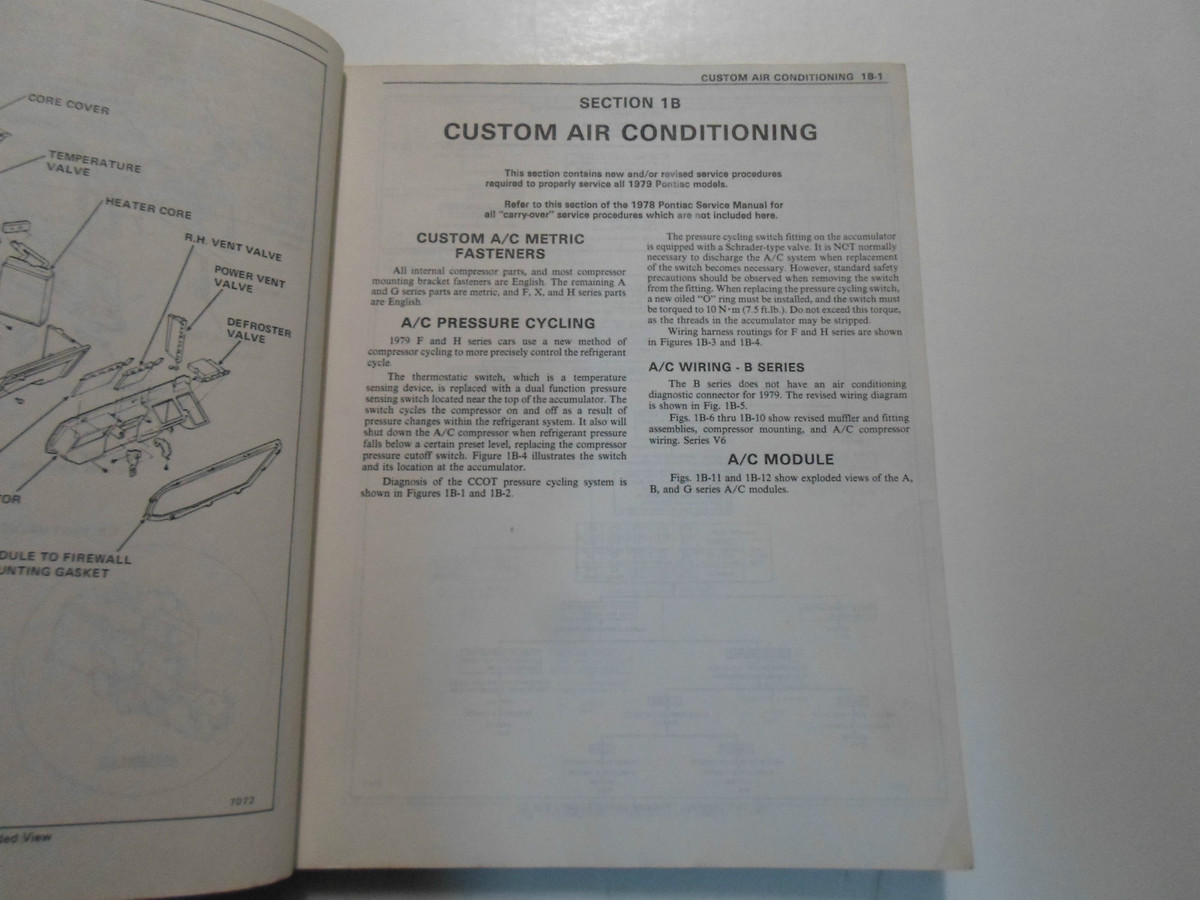 CORE COVER
TEMPERATURE
VALVE
HEATER CORE
R.H. VENT VALVE
POWER VENT
VALVE
DEFROSTER
VALVE
TOR
DULE TO FIREWALL
UNTING GASKET
7072
ded View
CUSTOM AIR CONDITIONING 1B-1
SECTION 1B
CUSTOM AIR CONDITIONING
This section contains new and/or revised service procedures
required to properly service all 1979 Pontiac models.
Refer to this section of the 1978 Pontiac Service Manual for
all "carry-over" service procedures which are not included here.
CUSTOM A/C METRIC
FASTENERS
All internal compressor parts, and most compressor
mounting bracket fasteners are English. The remaining A
and G series parts are metric, and F, X, and H series parts
are English.
A/C PRESSURE CYCLING
1979 F and H series cars use a new method of
compressor cycling to more precisely control the refrigerant
cycle.
The thermostatic switch, which is a temperature
sensing device, is replaced with a dual function pressure
sensing switch located near the top of the accumulator. The
switch cycles the compressor on and off as a result of
pressure changes within the refrigerant system. It also will
shut down the A/C compressor when refrigerant pressure
falls below a certain preset level, replacing the compressor
pressure cutoff switch. Figure 1B-4 illustrates the switch
and its location at the accumulator.
Diagnosis of the CCOT pressure cycling system is
shown in Figures 1B-1 and 1B-2.
The pressure cycling switch fitting on the accumulator
is equipped with a Schrader-type valve. It is NOT normally
necessary to discharge the A/C system when replacement
of the switch becomes necessary. However, standard safety
precautions should be observed when removing the switch
from the fitting. When replacing the pressure cycling switch,
a new oiled "O" ring must be installed, and the switch must
be torqued to 10 N·m (7.5 ft.lb.). Do not exceed this torque,
as the threads in the accumulator may be stripped.
Wiring harness routings for F and H series are shown
in Figures 1B-3 and 1B-4.
A/C WIRING - B SERIES
The B series does not have an air conditioning
diagnostic connector for 1979. The revised wiring diagram
is shown in Fig. 1B-5.
Figs. 1B-6 thru 1B-10 show revised muffler and fitting
assemblies, compressor mounting, and A/C compressor
wiring. Series V6
A/C MODULE
Figs. 1B-11 and 1B-12 show exploded views of the A,
B, and G series A/C modules.